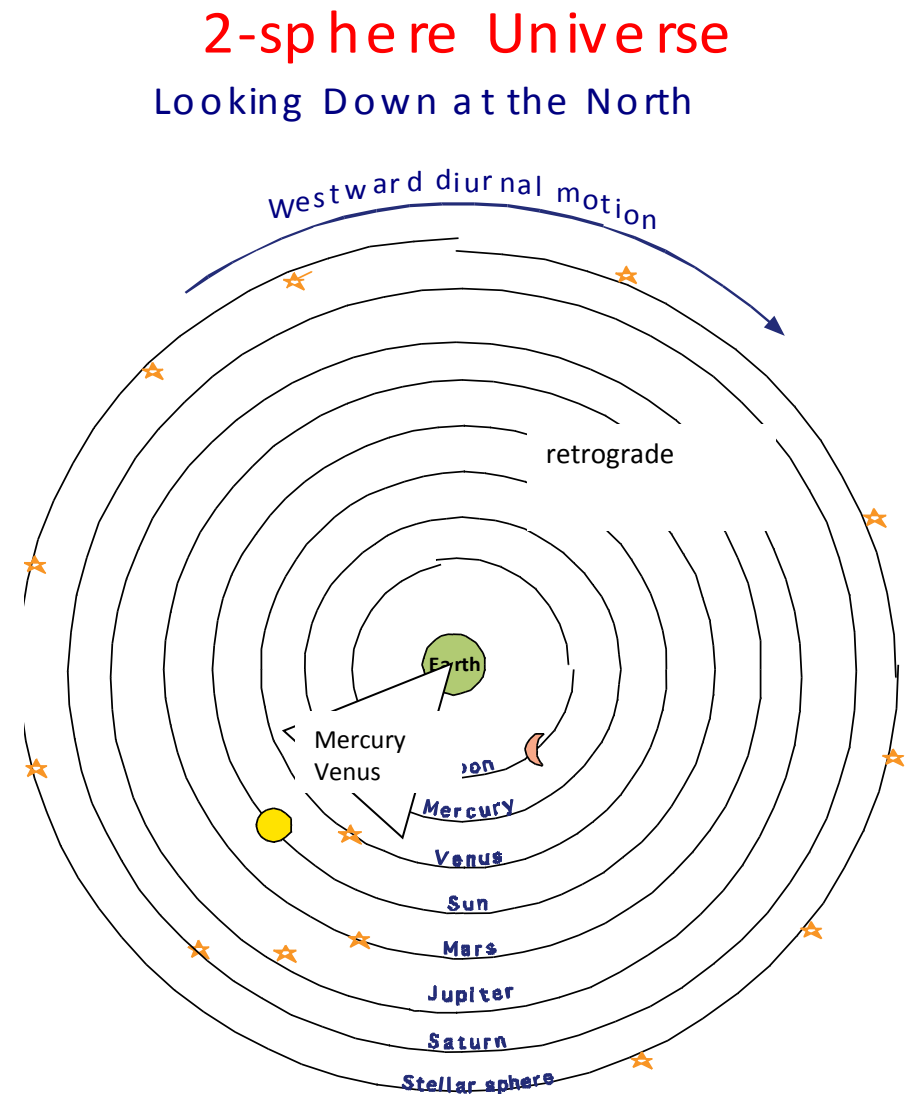 2-sphere Universe
Looking Down at the North
Westward diurnal motion
retrograde
Earth
Mercury
Venus
oon
Mercury
Venus
Sun
Mars
Jupiter
Saturn
Stellar sphere